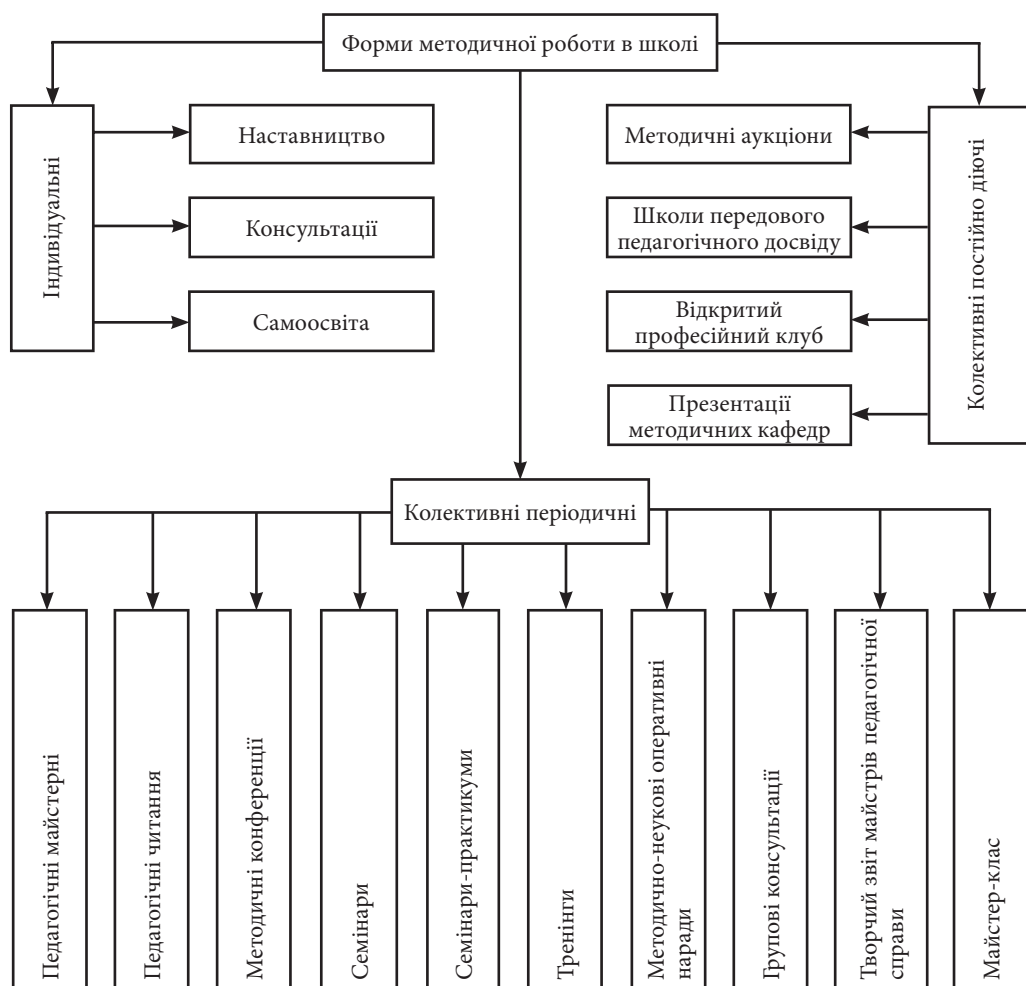 Форми методичної роботи в школі
Індивідуальні
Наставництво
Консультації
Самоосвіта
Методичні аукціони
Школи передового
педагогічного досвіду
Відкритий
професійний клуб
Презентації
методичних кафедр
Колективні постійно діючі
Колективні періодичні
Педагогічні майстерні
Педагогічні читання
Методичні конференції
Семінари
Семінари-практикуми
Тренінги
Методично-неукові оперативні
наради
Групові консультації
Творчий звіт майстрів педагогічної
справи
Майстер-клас